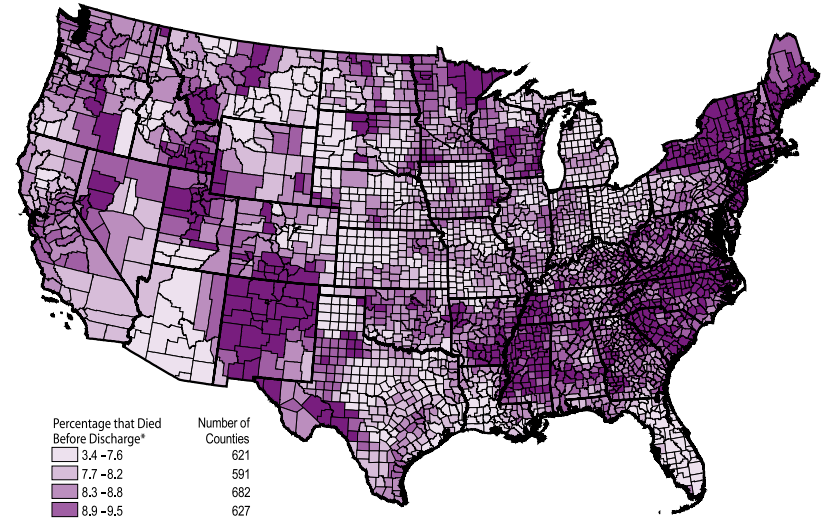 Percentage that Died Number of
Before Discharge* Counties
3.4 –7.6 621
7.7 –8.2 591
8.3 –8.8 682
8.9 –9.5 627